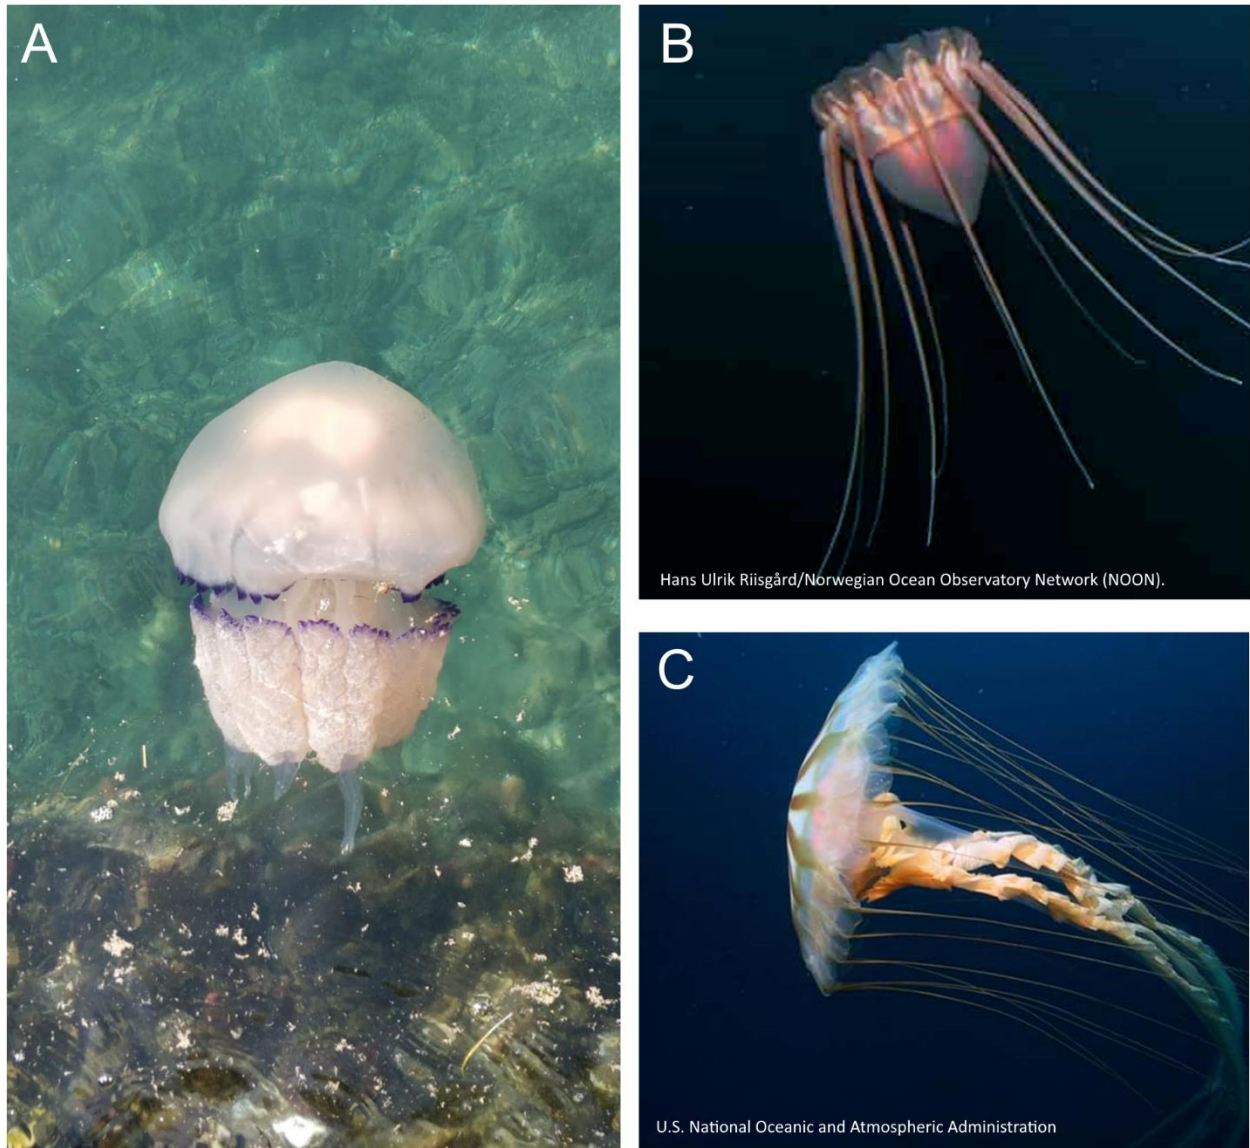 A
B
Hans Ulrik Riisgård/Norwegian Ocean Observatory Network (NOON).
C
U.S. National Oceanic and Atmospheric Administration